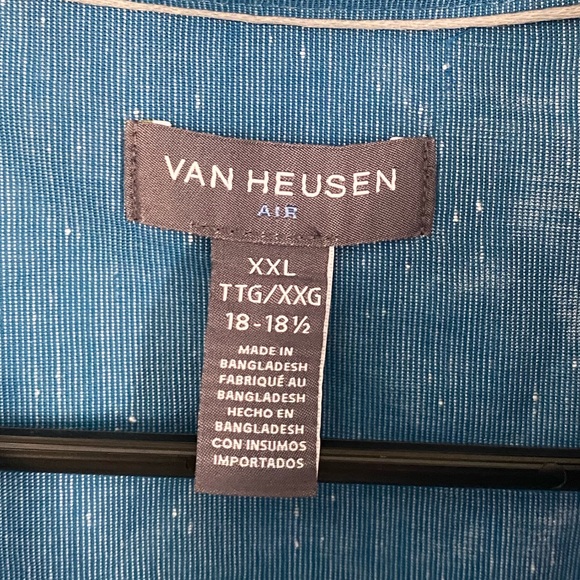 VAN HEUSEN
AIR
XXL
TTG/XXG
18-18½
MADE IN
BANGLADESH
FABRIQUÉ AU
BANGLADESH
HECHO EN
BANGLADESH
CON INSUMOS
IMPORTADOS